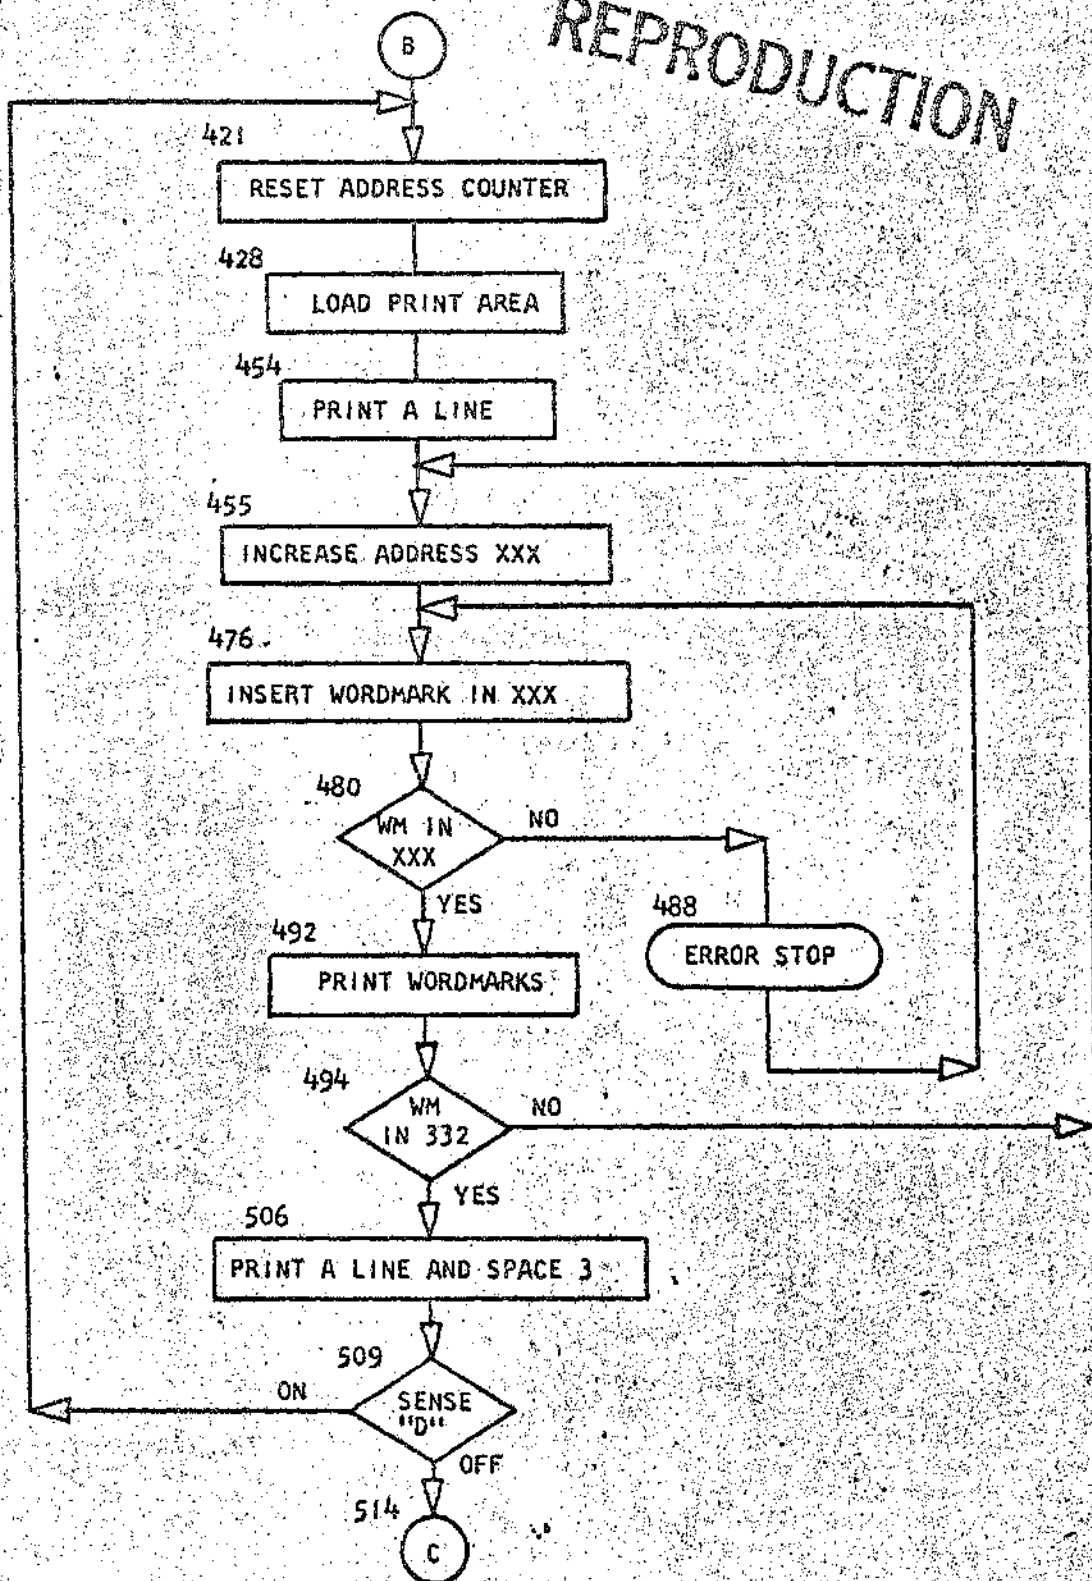 REPRODUCTION
B
421
RESET ADDRESS COUNTER
428
LOAD PRINT AREA
454
PRINT A LINE
455
INCREASE ADDRESS XXX
476
INSERT WORDMARK IN XXX
480
WM IN
XXX
NO
YES
488
ERROR STOP
492
PRINT WORDMARKS
494
WM
IN 332
NO
YES
506
PRINT A LINE AND SPACE 3
509
SENSE
"D"
ON
OFF
514
C